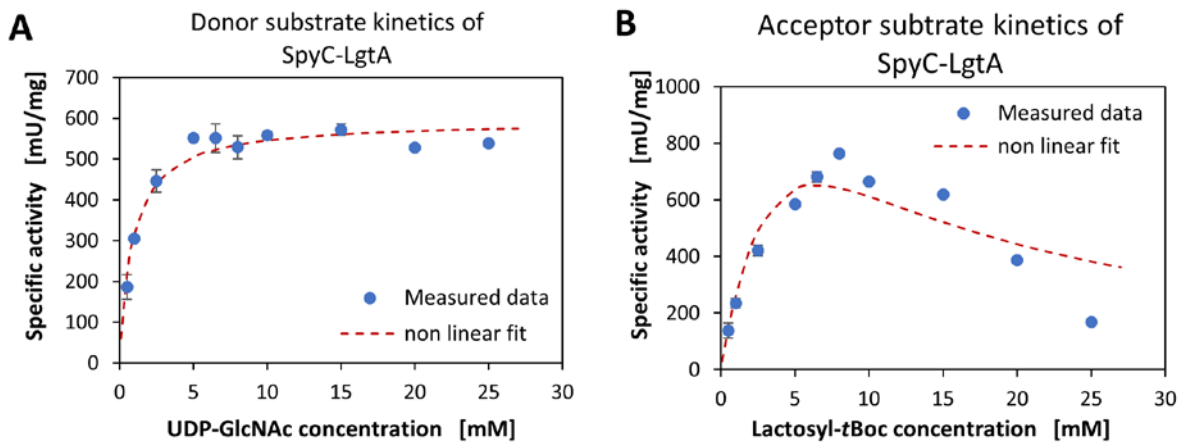 A
Donor substrate kinetics of
SpyC-LgtA
Specific activity [mU/mg]
700
600
500
400
300
200
100
0
Measured data
non linear fit
0 5 10 15 20 25 30
UDP-GlcNAc concentration [mM]
B
Acceptor subtrate kinetics of
SpyC-LgtA
Specific activity [mU/mg]
1000
800
600
400
200
0
Measured data
non linear fit
0 5 10 15 20 25 30
Lactosyl-tBoc concentration [mM]